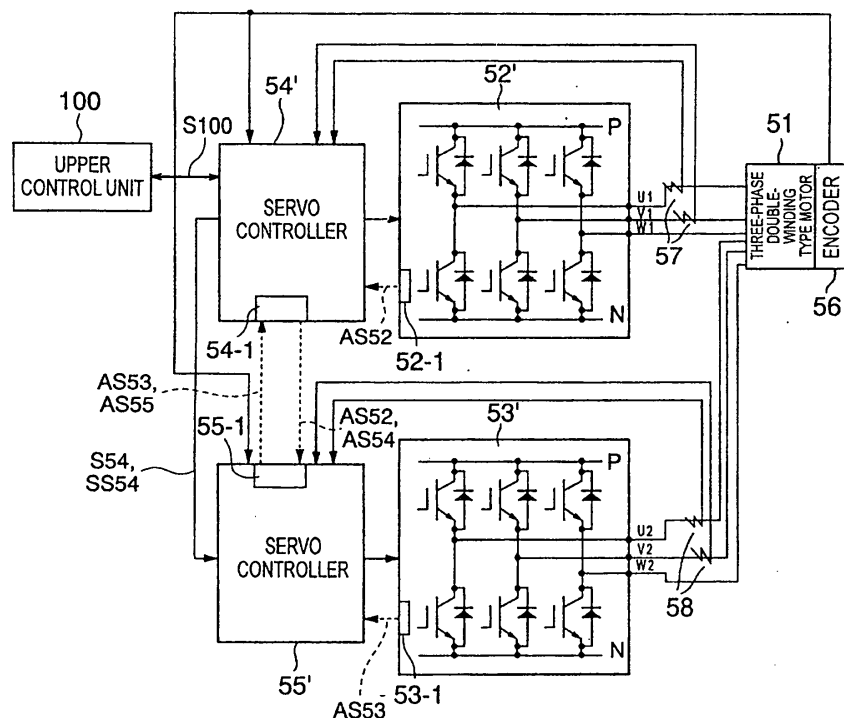 100
UPPER
CONTROL UNIT
S100
54'
SERVO
CONTROLLER
54-1
52'
P
N
U1
V1
W1
57
AS52
52-1
51
THREE-PHASE
DOUBLE-
WINDING
TYPE MOTOR
ENCODER
56
AS53,
AS55
AS52,
AS54
55-1
S54,
SS54
SERVO
CONTROLLER
55'
53'
P
N
U2
V2
W2
58
AS53
53-1